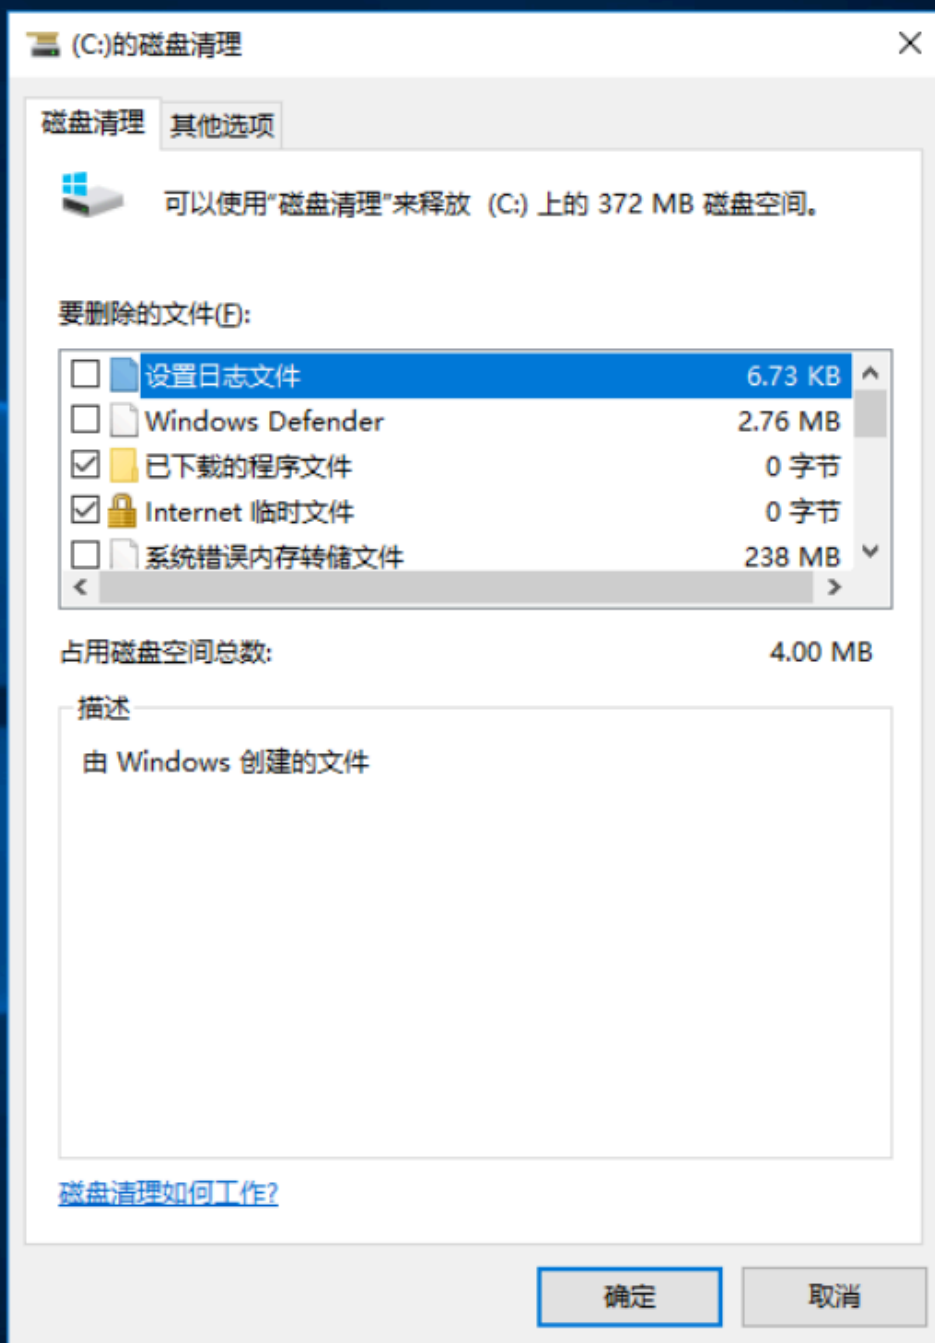 (C:)的磁盘清理
磁盘清理 其他选项
可以使用“磁盘清理”来释放 (C:) 上的 372 MB 磁盘空间。
要删除的文件(F):
设置日志文件 6.73 KB
Windows Defender 2.76 MB
已下载的程序文件 0 字节
Internet 临时文件 0 字节
系统错误内存转储文件 238 MB
占用磁盘空间总数: 4.00 MB
描述
由 Windows 创建的文件
磁盘清理如何工作?
确定 取消